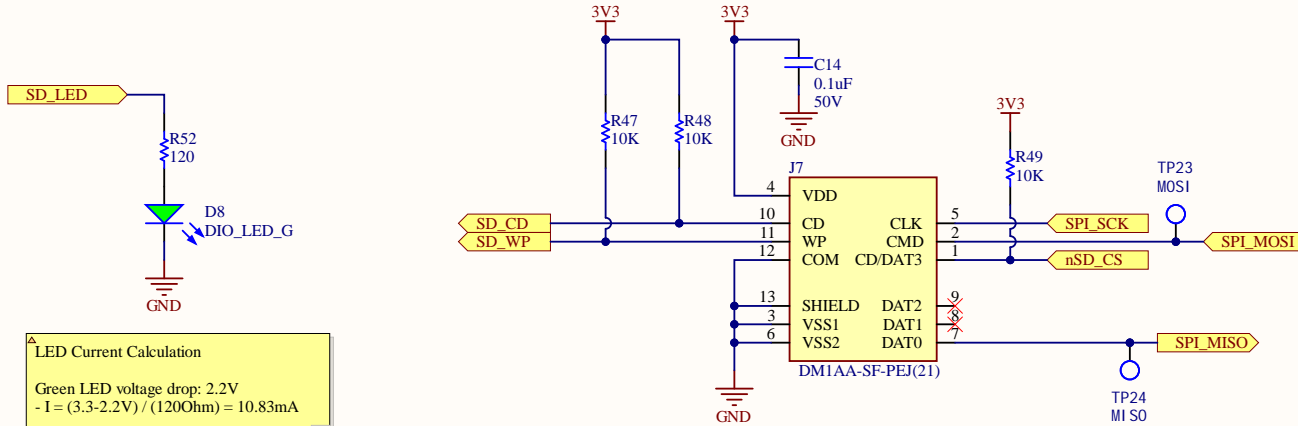 3V3
3V3
SD_LED
C14
0.1uF
50V
R52
120
R47
10K
R48
10K
GND
3V3
R49
10K
J7
TP23
MOSI
D8
DIO_LED_G
4
VDD
SD_CD
10
CD
CLK
5
SPI_SCK
SD_WP
11
WP
CMD
2
SPI_MOSI
12
COM
CD/DAT3
1
nSD_CS
GND
13
SHIELD
DAT2
9
3
VSS1
DAT1
8
6
VSS2
DAT0
7
SPI_MISO
DM1AA-SF-PEJ(21)
GND
TP24
MISO
LED Current Calculation
Green LED voltage drop: 2.2V
- I = (3.3-2.2V) / (120Ohm) = 10.83mA